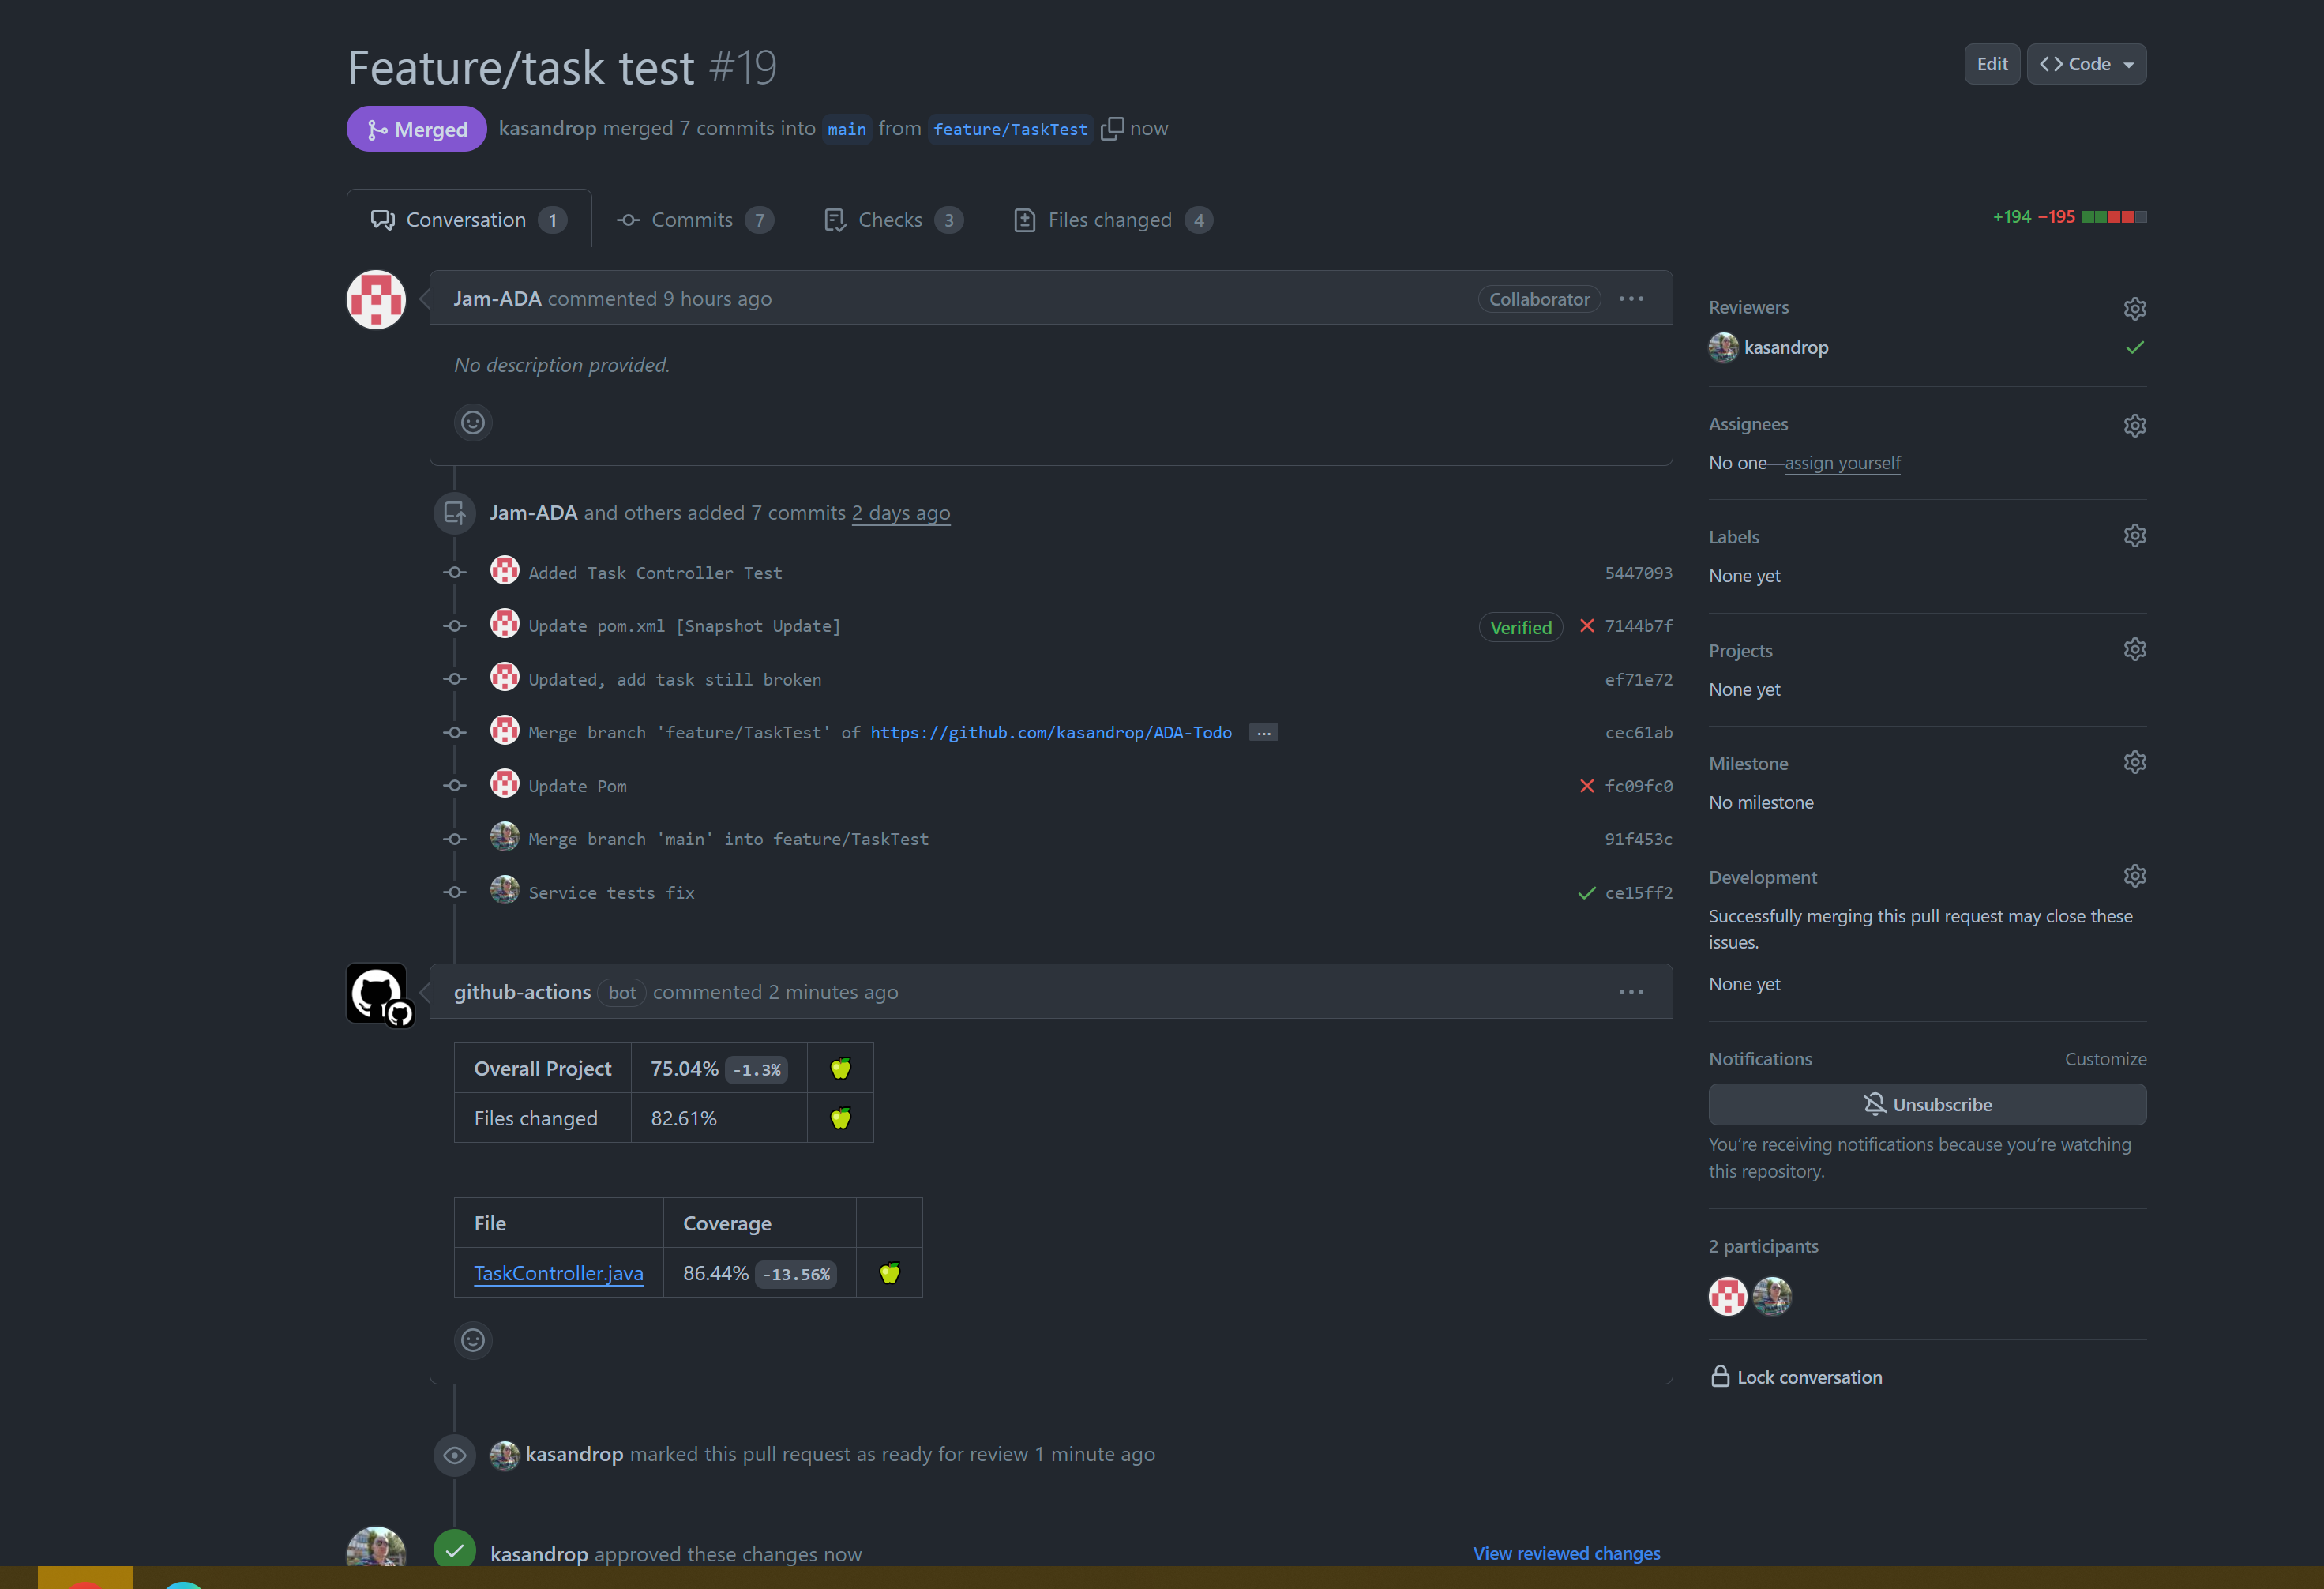 Feature/task test #19
Edit
Code
Merged
kasandrop merged 7 commits into main from feature/TaskTest now
Conversation 1
Commits 7
Checks 3
Files changed 4
+194 −195
Jam-ADA commented 9 hours ago
Collaborator
No description provided.
Jam-ADA and others added 7 commits 2 days ago
Added Task Controller Test 5447093
Update pom.xml [Snapshot Update] Verified 7144b7f
Updated, add task still broken ef71e72
Merge branch 'feature/TaskTest' of https://github.com/kasandrop/ADA-Todo … cec61ab
Update Pom fc09fc0
Merge branch 'main' into feature/TaskTest 91f453c
Service tests fix ce15ff2
github-actions bot commented 2 minutes ago
Overall Project 75.04% -1.3%
Files changed 82.61%
File Coverage
TaskController.java 86.44% -13.56%
kasandrop marked this pull request as ready for review 1 minute ago
kasandrop approved these changes now
View reviewed changes
Reviewers
kasandrop
Assignees
No one—assign yourself
Labels
None yet
Projects
None yet
Milestone
No milestone
Development
Successfully merging this pull request may close these
issues.
None yet
Notifications
Customize
Unsubscribe
You’re receiving notifications because you’re watching
this repository.
2 participants
Lock conversation